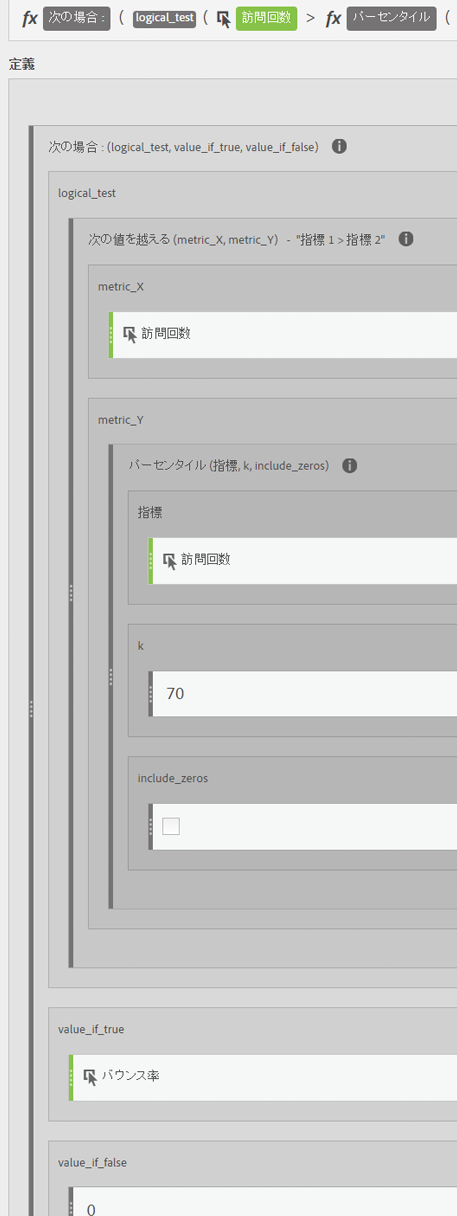 fx 次の場合 : ( logical_test ( 訪問回数 > fx パーセンタイル (
定義
次の場合 : (logical_test, value_if_true, value_if_false)
logical_test
次の値を越える (metric_X, metric_Y) - "指標 1 > 指標 2"
metric_X
訪問回数
metric_Y
パーセンタイル (指標, k, include_zeros)
指標
訪問回数
k
70
include_zeros
value_if_true
バウンス率
value_if_false
0